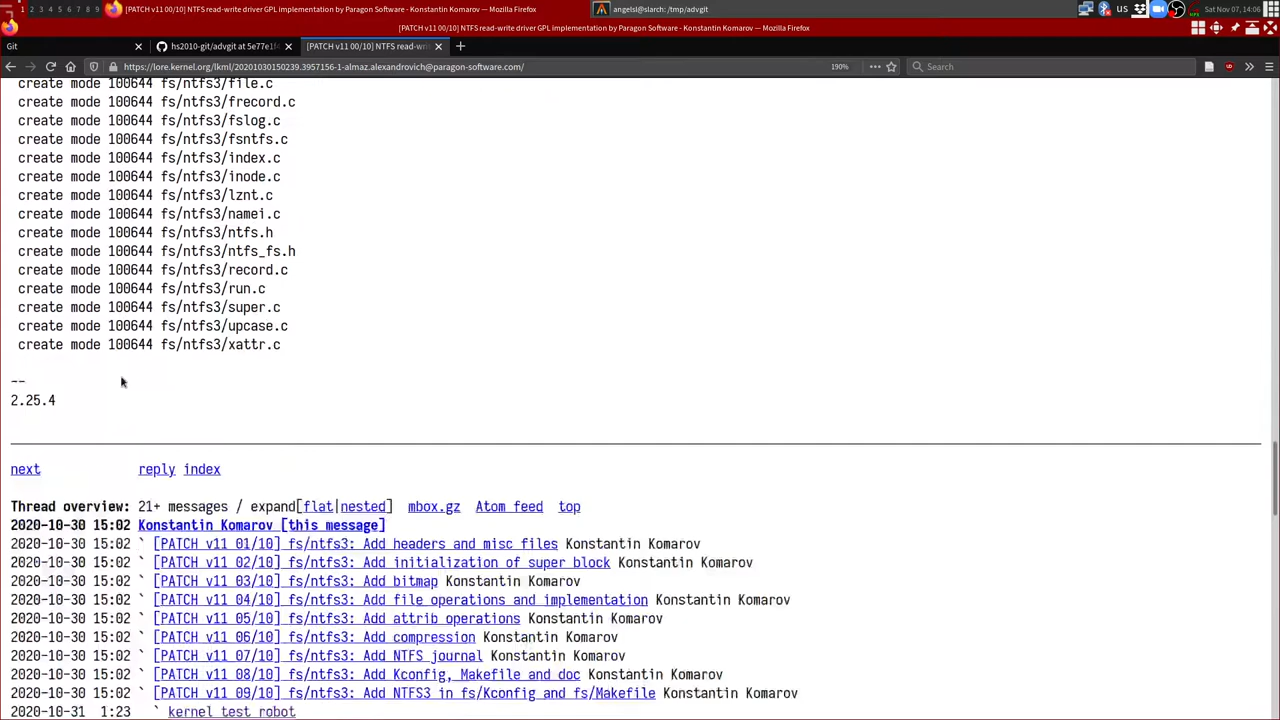 1 2 3 4 5 6 7 8 9 [PATCH v11 00/10] NTFS read-write driver GPL implementation by Paragon Software - Konstantin Komarov — Mozilla Firefox angelsl@slarch: /tmp/advgit us Sat Nov 07, 14:06
[PATCH v11 00/10] NTFS read-write driver GPL implementation by Paragon Software - Konstantin Komarov — Mozilla Firefox
Git hs2010-git/advgit at 5e77e1f [PATCH v11 00/10] NTFS read-wri
https://lore.kernel.org/lkml/20201030150239.3957156-1-almaz.alexandrovich@paragon-software.com/ 190% Search
create mode 100644 fs/ntfs3/file.c
create mode 100644 fs/ntfs3/frecord.c
create mode 100644 fs/ntfs3/fslog.c
create mode 100644 fs/ntfs3/fsntfs.c
create mode 100644 fs/ntfs3/index.c
create mode 100644 fs/ntfs3/inode.c
create mode 100644 fs/ntfs3/lznt.c
create mode 100644 fs/ntfs3/namei.c
create mode 100644 fs/ntfs3/ntfs.h
create mode 100644 fs/ntfs3/ntfs_fs.h
create mode 100644 fs/ntfs3/record.c
create mode 100644 fs/ntfs3/run.c
create mode 100644 fs/ntfs3/super.c
create mode 100644 fs/ntfs3/upcase.c
create mode 100644 fs/ntfs3/xattr.c
--
2.25.4
next reply index
Thread overview: 21+ messages / expand[flat|nested] mbox.gz Atom feed top
2020-10-30 15:02 Konstantin Komarov [this message]
2020-10-30 15:02 ` [PATCH v11 01/10] fs/ntfs3: Add headers and misc files Konstantin Komarov
2020-10-30 15:02 ` [PATCH v11 02/10] fs/ntfs3: Add initialization of super block Konstantin Komarov
2020-10-30 15:02 ` [PATCH v11 03/10] fs/ntfs3: Add bitmap Konstantin Komarov
2020-10-30 15:02 ` [PATCH v11 04/10] fs/ntfs3: Add file operations and implementation Konstantin Komarov
2020-10-30 15:02 ` [PATCH v11 05/10] fs/ntfs3: Add attrib operations Konstantin Komarov
2020-10-30 15:02 ` [PATCH v11 06/10] fs/ntfs3: Add compression Konstantin Komarov
2020-10-30 15:02 ` [PATCH v11 07/10] fs/ntfs3: Add NTFS journal Konstantin Komarov
2020-10-30 15:02 ` [PATCH v11 08/10] fs/ntfs3: Add Kconfig, Makefile and doc Konstantin Komarov
2020-10-30 15:02 ` [PATCH v11 09/10] fs/ntfs3: Add NTFS3 in fs/Kconfig and fs/Makefile Konstantin Komarov
2020-10-31 1:23 ` kernel test robot